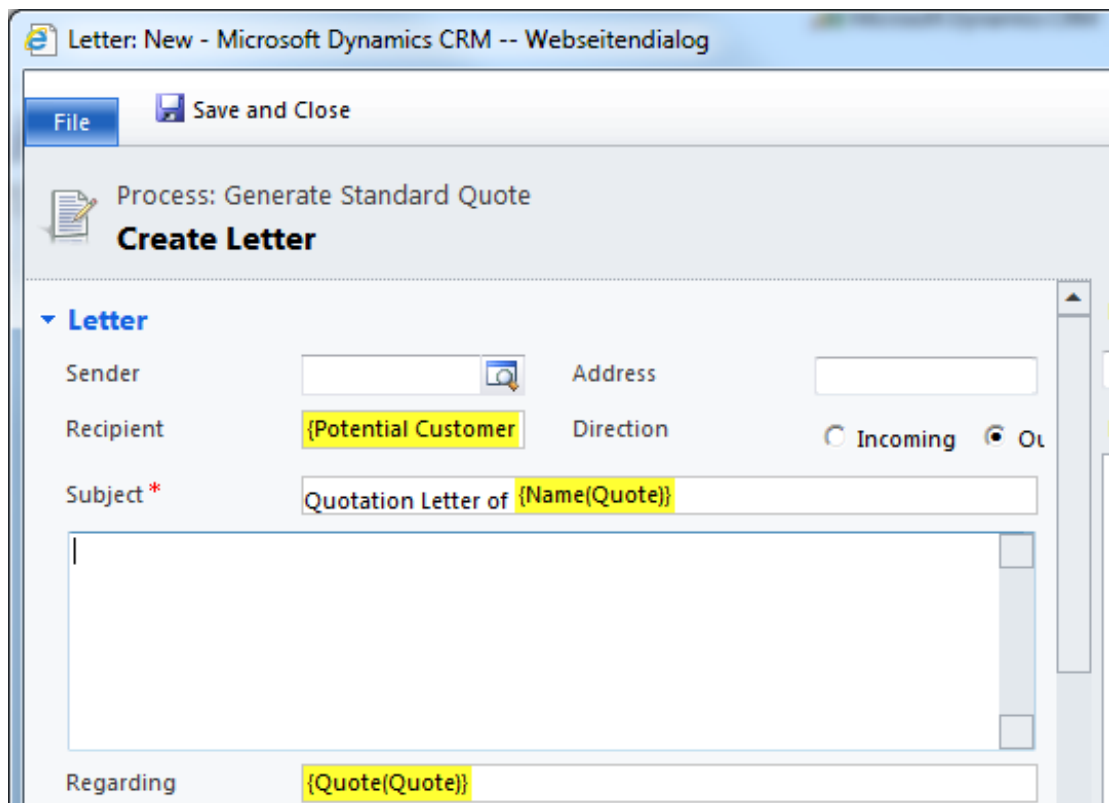 Letter: New - Microsoft Dynamics CRM -- Webseitendialog
File Save and Close
Process: Generate Standard Quote
Create Letter
Letter
Sender Address
Recipient {Potential Customer Direction Incoming Ou
Subject * Quotation Letter of {Name(Quote)}
Regarding {Quote(Quote)}